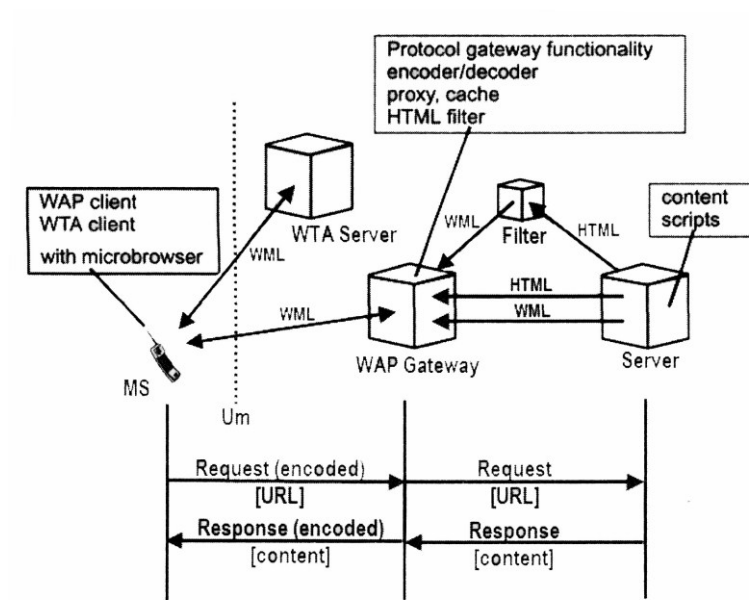 Protocol gateway functionality
encoder/decoder
proxy, cache
HTML filter
WAP client
WTA client
with microbrowser
content
scripts
WTA Server
WML
Filter
HTML
WML
WML
HTML
WML
MS
WAP Gateway
Server
Um
Request (encoded)
[URL]
Request
[URL]
Response (encoded)
[content]
Response
[content]